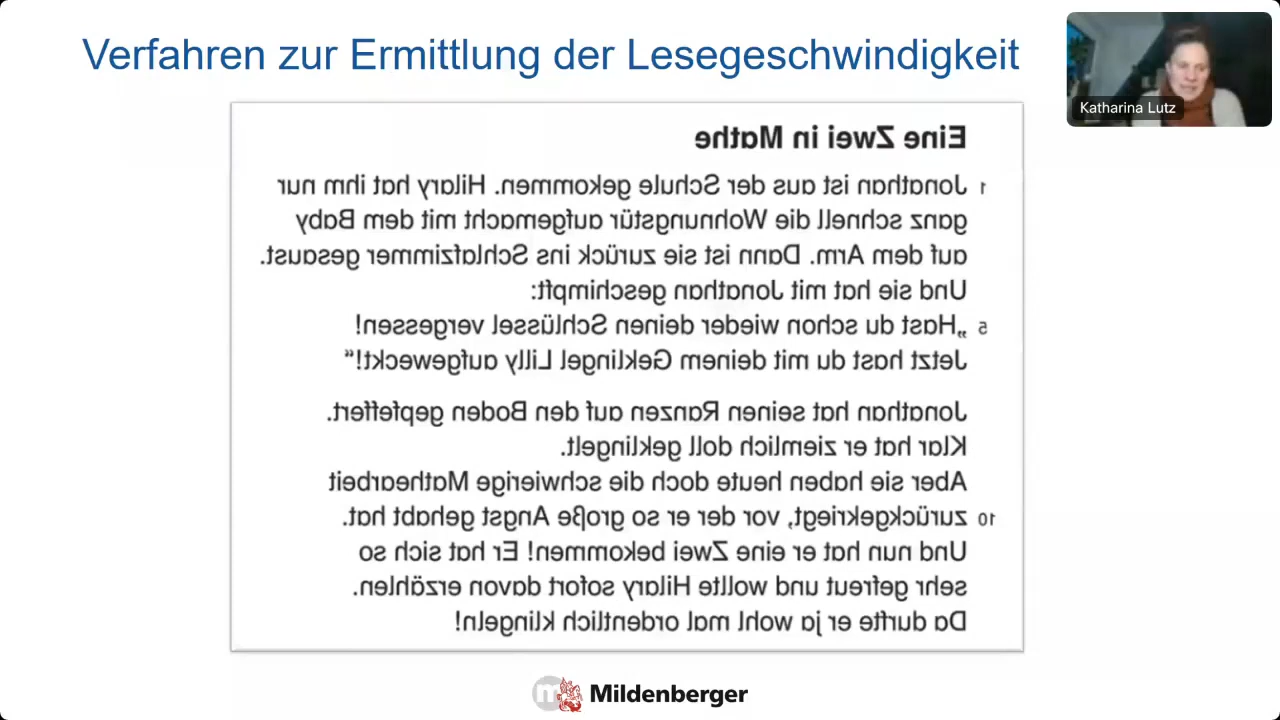 Verfahren zur Ermittlung der Lesegeschwindigkeit
Katharina Lutz
Eine Zwei in Mathe
1 Jonathan ist aus der Schule gekommen. Hilary hat ihm nur
ganz schnell die Wohnungstür aufgemacht mit dem Baby
auf dem Arm. Dann ist sie zurück ins Schlafzimmer gesaust.
Und sie hat mit Jonathan geschimpft:
5 „Hast du schon wieder deinen Schlüssel vergessen!
Jetzt hast du mit deinem Geklingel Lilly aufgeweckt!“
Jonathan hat seinen Ranzen auf den Boden gepfeffert.
Klar hat er ziemlich doll geklingelt.
Aber sie haben heute doch die schwierige Mathearbeit
10 zurückgekriegt, vor der er so große Angst gehabt hat.
Und nun hat er eine Zwei bekommen! Er hat sich so
sehr gefreut und wollte Hilary sofort davon erzählen.
Da durfte er ja wohl mal ordentlich klingeln!
m Mildenberger